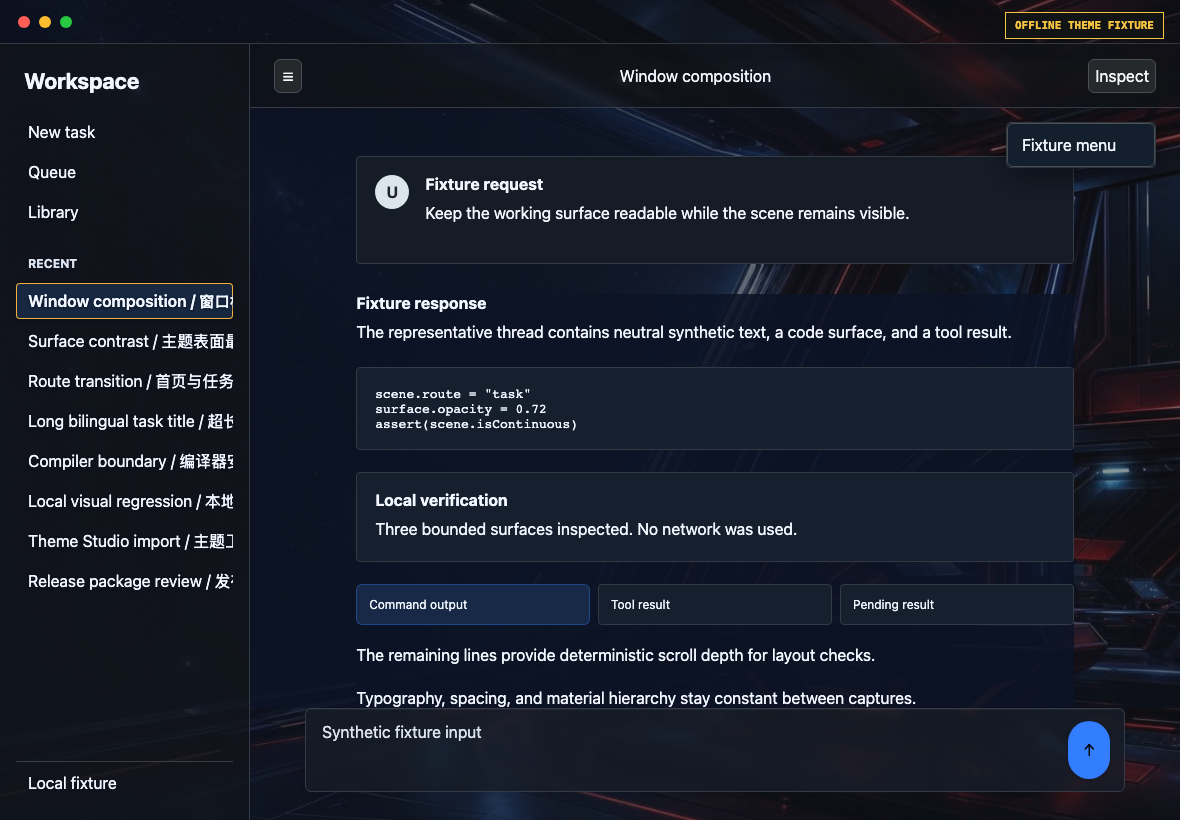 OFFLINE THEME FIXTURE
Workspace
New task
Queue
Library
RECENT
Window composition / 窗口
Surface contrast / 主题表面
Route transition / 首页与任务
Long bilingual task title / 超长
Compiler boundary / 编译器
Local visual regression / 本地
Theme Studio import / 主题
Release package review / 发
Local fixture
Window composition
Inspect
Fixture menu
U
Fixture request
Keep the working surface readable while the scene remains visible.
Fixture response
The representative thread contains neutral synthetic text, a code surface, and a tool result.
scene.route = "task"
surface.opacity = 0.72
assert(scene.isContinuous)
Local verification
Three bounded surfaces inspected. No network was used.
Command output
Tool result
Pending result
The remaining lines provide deterministic scroll depth for layout checks.
Typography, spacing, and material hierarchy stay constant between captures.
Synthetic fixture input